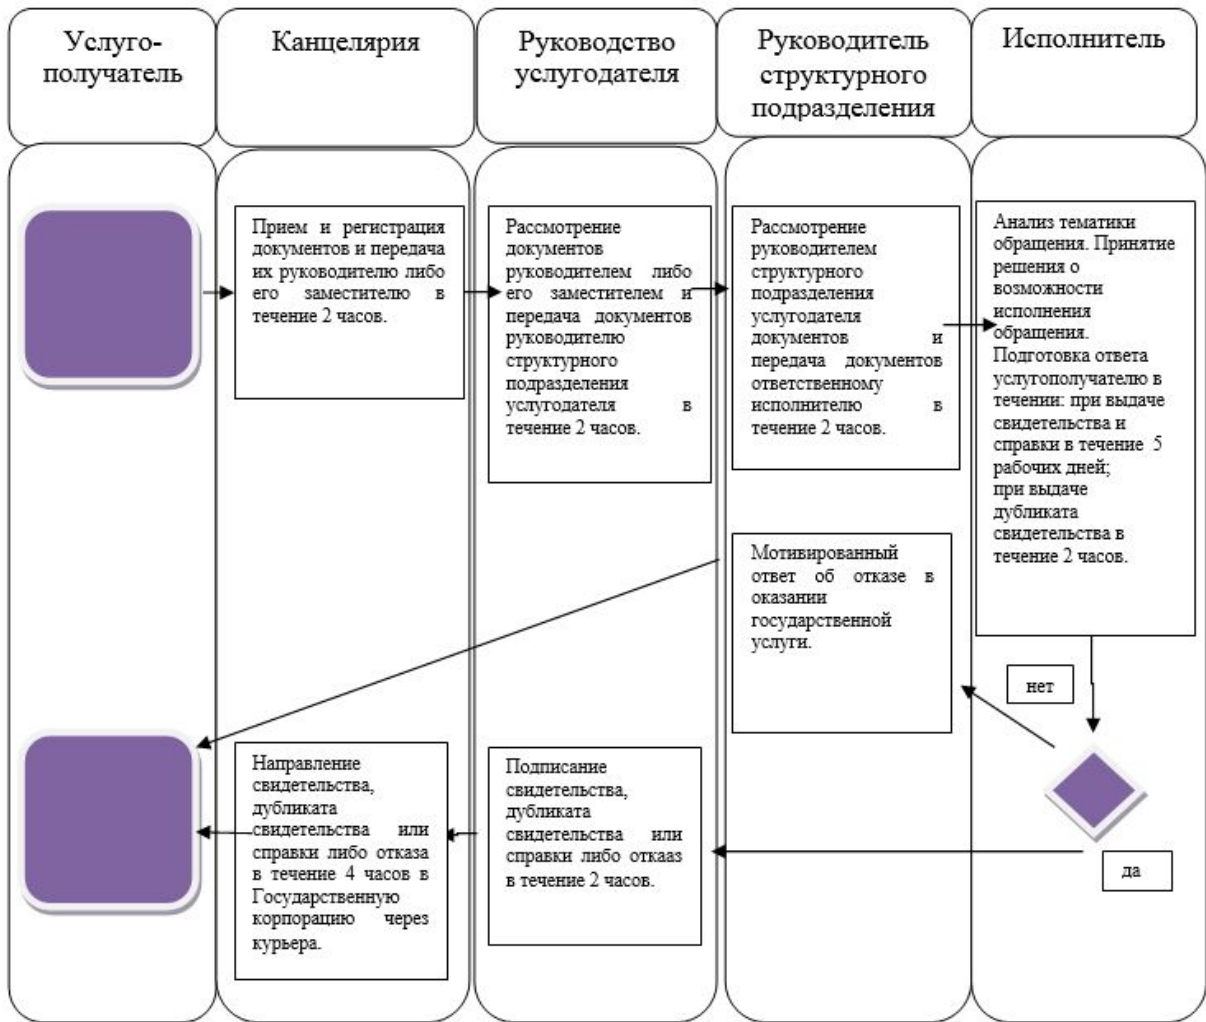 Услуго-
получатель
Канцелярия
Руководство
услугодателя
Руководитель
структурного
подразделения
Исполнитель
Прием и регистрация
документов и передача
их руководителю либо
его заместителю в
течение 2 часов.
Рассмотрение
документов
руководителем либо
его заместителем и
передача документов
руководителю
структурного
подразделения
услугодателя в
течение 2 часов.
Рассмотрение
руководителем
структурного
подразделения
услугодателя
документов и
передача документов
ответственному
исполнителю в
течение 2 часов.
Анализ тематики
обращения. Принятие
решения о
возможности
исполнения
обращения.
Подготовка ответа
услугополучателю в
течении: при выдаче
свидетельства и
справки в течение 5
рабочих дней;
при выдаче
дубликата
свидетельства в
течение 2 часов.
Мотивированный
ответ об отказе в
оказании
государственной
услуги.
нет
Направление
свидетельства,
дубликата
свидетельства или
справки либо отказа
в течение 4 часов в
Государственную
корпорацию через
курьера.
Подписание
свидетельства,
дубликата
свидетельства или
справки либо откааз
в течение 2 часов.
да